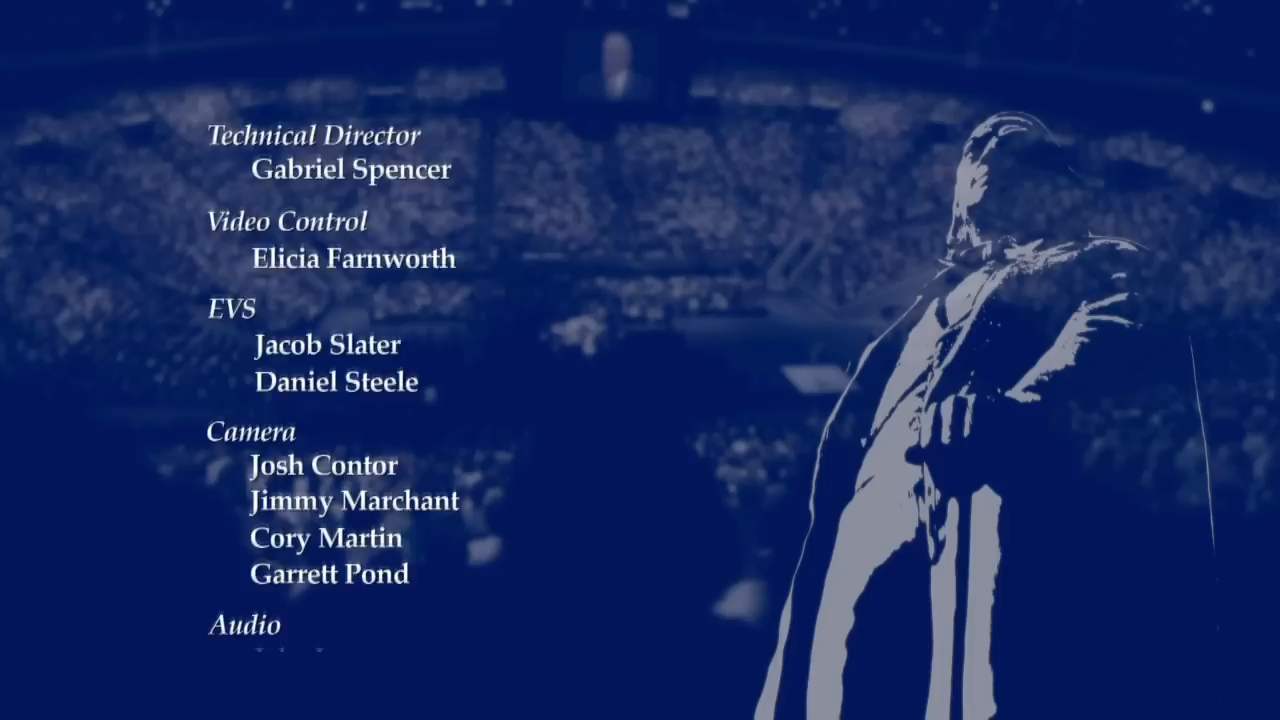 Technical Director
Gabriel Spencer
Video Control
Elicia Farnworth
EVS
Jacob Slater
Daniel Steele
Camera
Josh Contor
Jimmy Marchant
Cory Martin
Garrett Pond
Audio